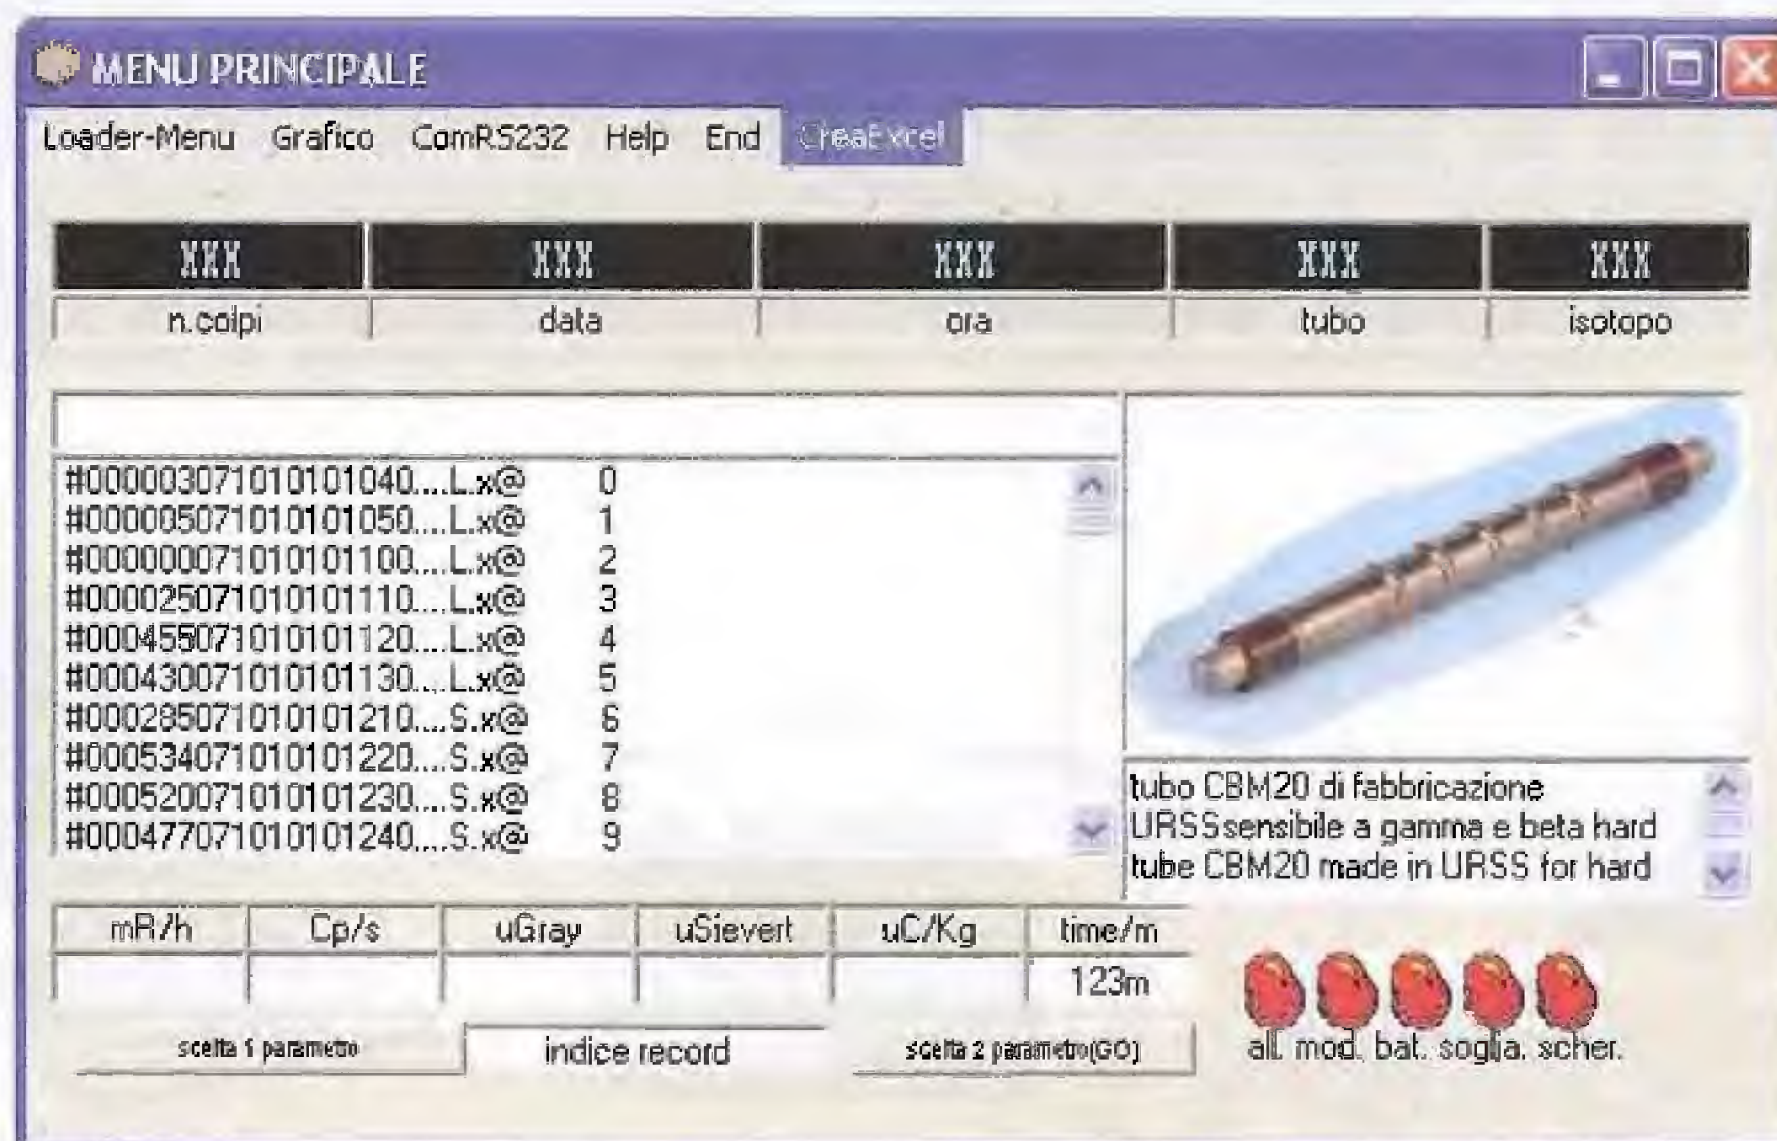 MENU PRINCIPALE
Loader-Menu Grafico ComRS232 Help End CreaExcel
XXX XXX XXX XXX XXX
n.colpi data ora tubo isotopo
#0000030710101010​40....L.x@ 0
#000005071010101050....L.x@ 1
#000000071010101100....L.x@ 2
#000025071010101110....L.x@ 3
#000455071010101120....L.x@ 4
#000430071010101130....L.x@ 5
#000285071010101210....S.x@ 6
#000534071010101220....S.x@ 7
#000520071010101230....S.x@ 8
#000477071010101240....S.x@ 9
tubo CBM20 di fabbricazione
URSSsensibile a gamma e beta hard
tube CBM20 made in URSS for hard
mR/h Cp/s uGray uSievert uC/Kg time/m
123m
scelta 1 parametro indice record scelta 2 parametro(GO)
all. mod. bat. soglia. scher.